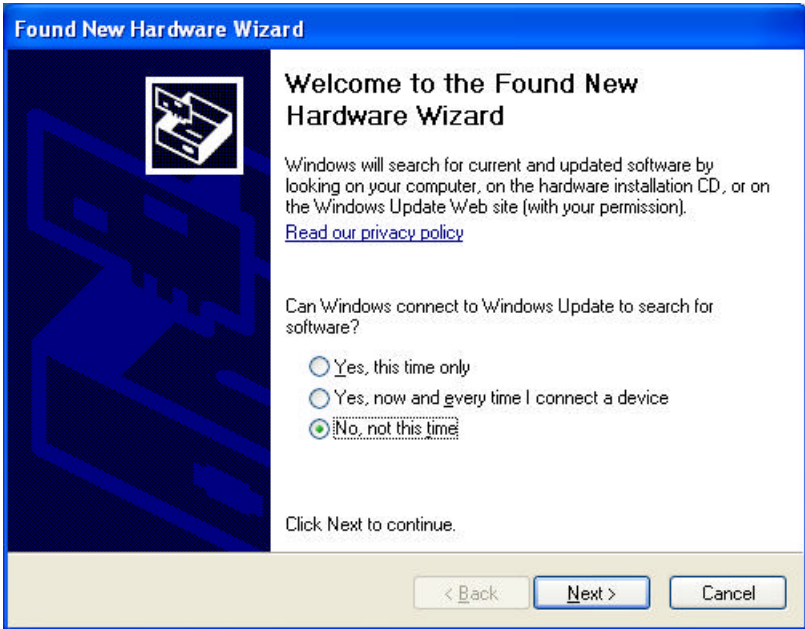 Found New Hardware Wizard
Welcome to the Found New
Hardware Wizard
Windows will search for current and updated software by
looking on your computer, on the hardware installation CD, or on
the Windows Update Web site (with your permission).
Read our privacy policy
Can Windows connect to Windows Update to search for
software?
Yes, this time only
Yes, now and every time I connect a device
No, not this time
Click Next to continue.
< Back Next > Cancel